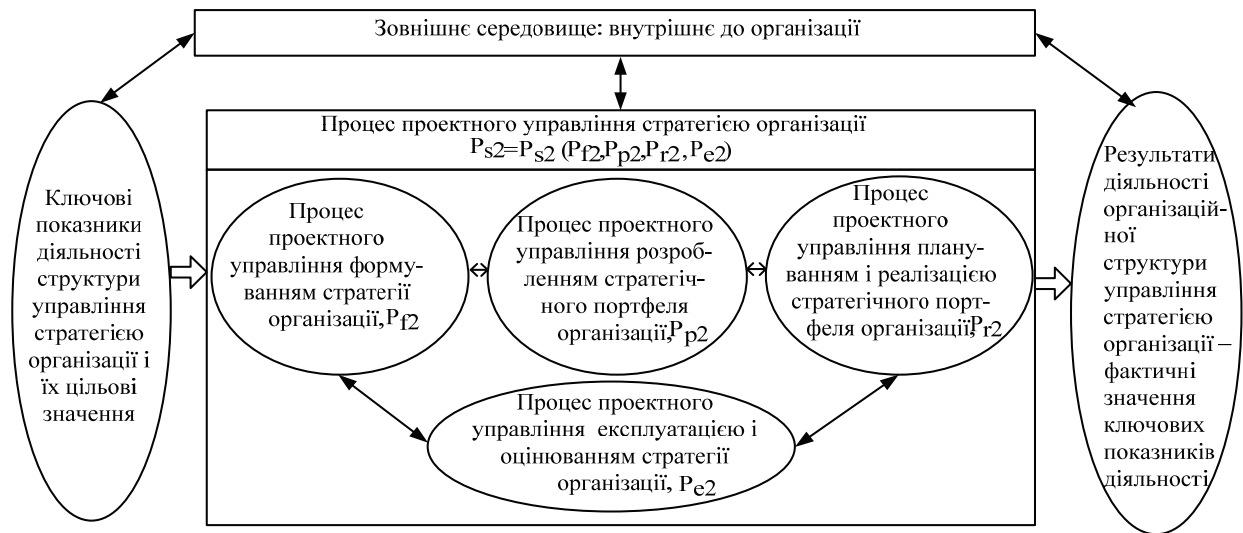 Зовнішнє середовище: внутрішнє до організації
Процес проектного управління стратегією організації
Ps2=Ps2 (Pf2,Pp2,Pr2, Pe2)
Ключові
показники
діяльності
структури
управління
стратегією
організації і
їх цільові
значення
Процес
проектного
управління форму-
ванням стратегії
організації, Pf2
Процес проектного
управління розроб-
ленням стратегіч-
ного портфеля
організації, Pp2
Процес
проектного
управління плану-
ванням і реалізацією
стратегічного порт-
феля організації, Pr2
Процес проектного
управління експлуатацією і
оцінюванням стратегії
організації, Pe2
Результати
діяльності
організацій-
ної
структури
управління
стратегією
організації –
фактичні
значення
ключових
показників
діяльності